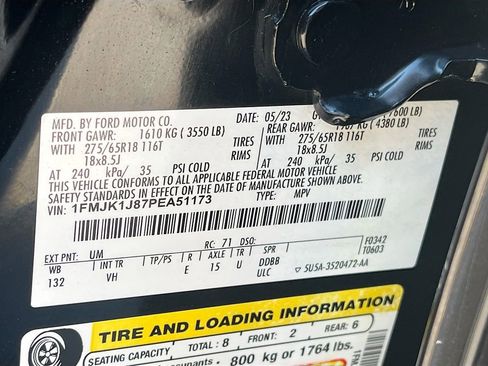 MFD. BY FORD MOTOR CO. 05/23
FRONT GAWR: 1610 KG (3550 LB) REAR GAWR: (4380 LB)
WITH 275/65R18 116T TIRES WITH 275/65R18 116T TIRES
18x8.5J 18x8.5J
AT 240 kPa/ 35 PSI COLD AT 240 kPa/ 35 PSI COLD
THIS VEHICLE CONFORMS TO ALL APPLICABLE FEDERAL MOTOR VEHICLE
SAFETY STANDARDS IN EFFECT ON THE DATE OF MANUFACTURE SHOWN ABOVE.
VIN: 1FMJK1J87PEA51173 TYPE: MPV
EXT PNT: UM RC: 71 DSO: F0342
WB INT TR TP/PS R AXLE TR SPR T0603
132 VH E 15 U DDBB
ULC 5U5A-3520472-AA
TIRE AND LOADING INFORMATION
SEATING CAPACITY TOTAL: 8 FRONT: 2 REAR: 6
800 kg or 1764 lbs.